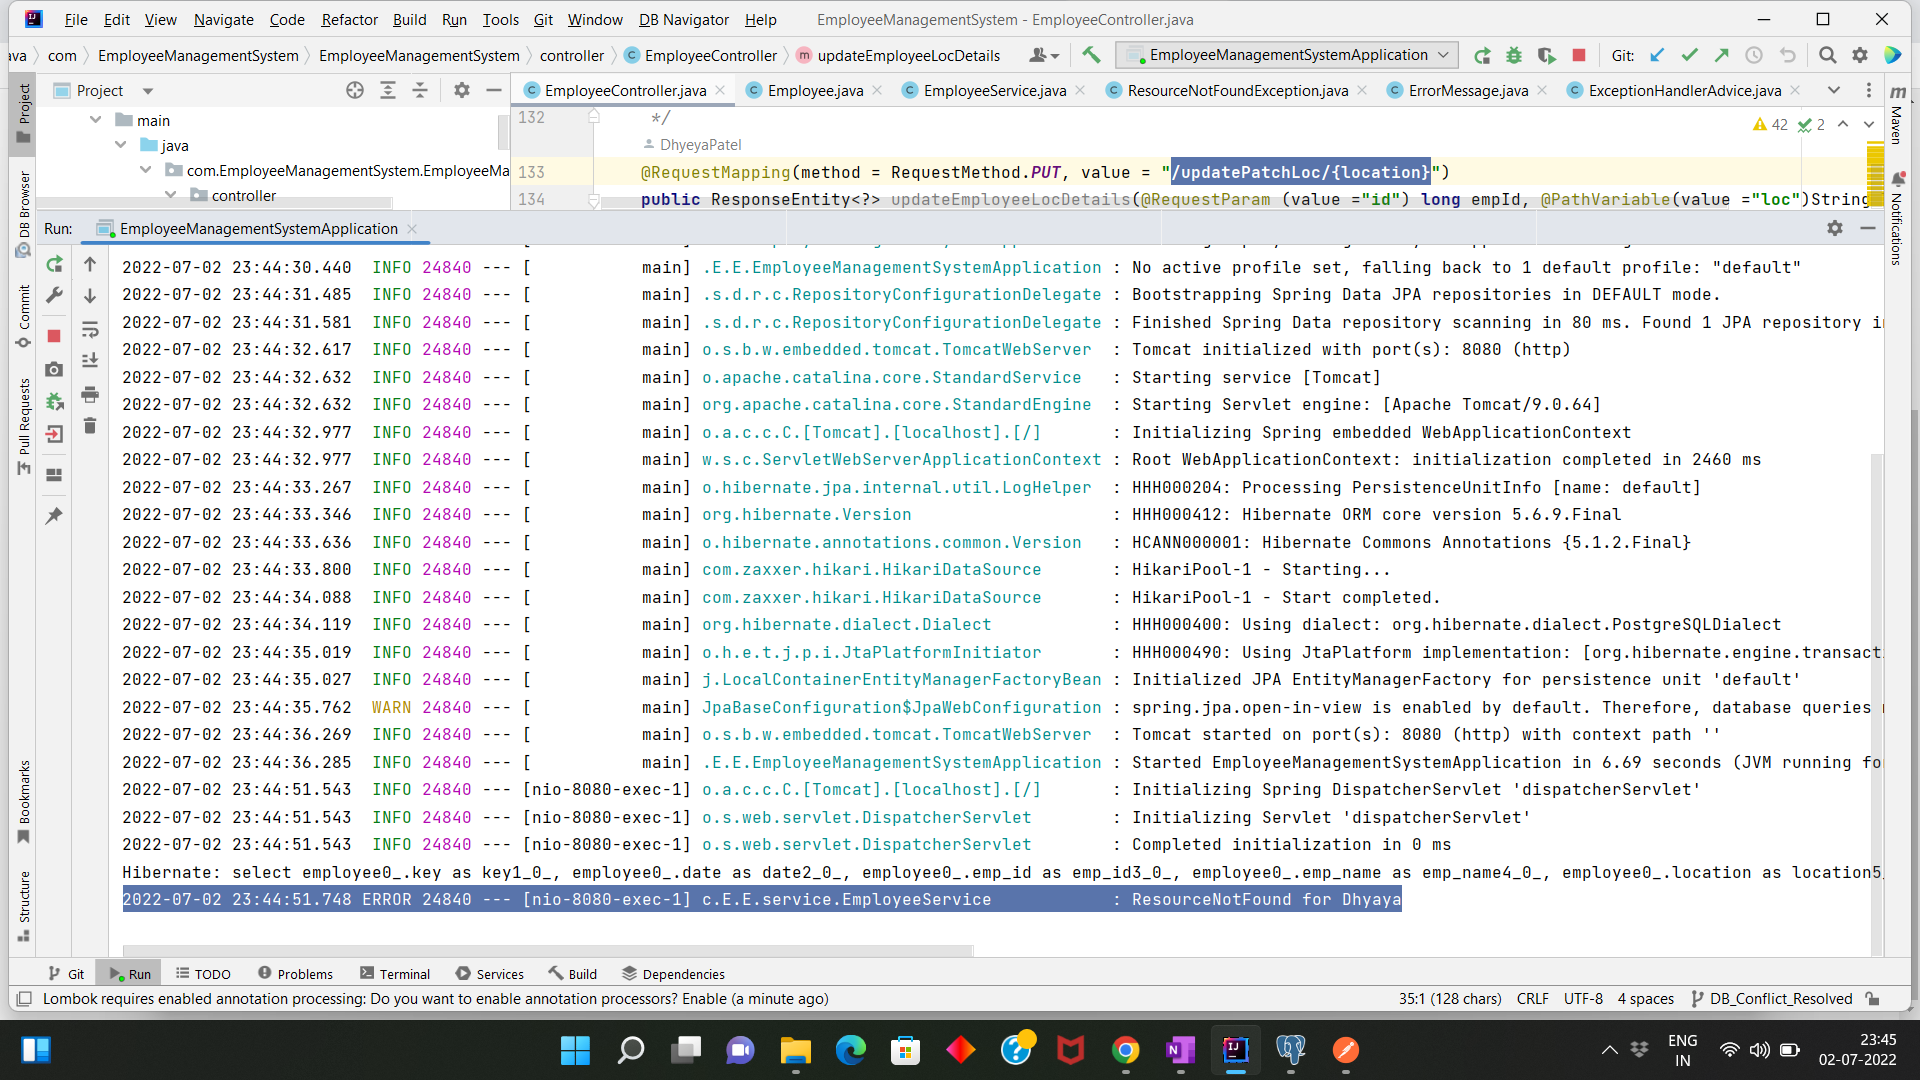 File Edit View Navigate Code Refactor Build Run Tools Git Window DB Navigator Help EmployeeManagementSystem - EmployeeController.java
ava com EmployeeManagementSystem EmployeeManagementSystem controller EmployeeController updateEmployeeLocDetails EmployeeManagementSystemApplication Git:
Project EmployeeController.java Employee.java EmployeeService.java ResourceNotFoundException.java ErrorMessage.java ExceptionHandlerAdvice.java
main
java
com.EmployeeManagementSystem.EmployeeMa
controller
132 */
DhyeyaPatel
42 2
133 @RequestMapping(method = RequestMethod.PUT, value = "/updatePatchLoc/{location}")
134 public ResponseEntity<?> updateEmployeeLocDetails(@RequestParam (value ="id") long empId, @PathVariable(value ="loc")String
Run: EmployeeManagementSystemApplication
2022-07-02 23:44:30.440 INFO 24840 --- [ main] .E.E.EmployeeManagementSystemApplication : No active profile set, falling back to 1 default profile: "default"
2022-07-02 23:44:31.485 INFO 24840 --- [ main] .s.d.r.c.RepositoryConfigurationDelegate : Bootstrapping Spring Data JPA repositories in DEFAULT mode.
2022-07-02 23:44:31.581 INFO 24840 --- [ main] .s.d.r.c.RepositoryConfigurationDelegate : Finished Spring Data repository scanning in 80 ms. Found 1 JPA repository i
2022-07-02 23:44:32.617 INFO 24840 --- [ main] o.s.b.w.embedded.tomcat.TomcatWebServer : Tomcat initialized with port(s): 8080 (http)
2022-07-02 23:44:32.632 INFO 24840 --- [ main] o.apache.catalina.core.StandardService : Starting service [Tomcat]
2022-07-02 23:44:32.632 INFO 24840 --- [ main] org.apache.catalina.core.StandardEngine : Starting Servlet engine: [Apache Tomcat/9.0.64]
2022-07-02 23:44:32.977 INFO 24840 --- [ main] o.a.c.c.C.[Tomcat].[localhost].[/] : Initializing Spring embedded WebApplicationContext
2022-07-02 23:44:32.977 INFO 24840 --- [ main] w.s.c.ServletWebServerApplicationContext : Root WebApplicationContext: initialization completed in 2460 ms
2022-07-02 23:44:33.267 INFO 24840 --- [ main] o.hibernate.jpa.internal.util.LogHelper : HHH000204: Processing PersistenceUnitInfo [name: default]
2022-07-02 23:44:33.346 INFO 24840 --- [ main] org.hibernate.Version : HHH000412: Hibernate ORM core version 5.6.9.Final
2022-07-02 23:44:33.636 INFO 24840 --- [ main] o.hibernate.annotations.common.Version : HCANN000001: Hibernate Commons Annotations {5.1.2.Final}
2022-07-02 23:44:33.800 INFO 24840 --- [ main] com.zaxxer.hikari.HikariDataSource : HikariPool-1 - Starting...
2022-07-02 23:44:34.088 INFO 24840 --- [ main] com.zaxxer.hikari.HikariDataSource : HikariPool-1 - Start completed.
2022-07-02 23:44:34.119 INFO 24840 --- [ main] org.hibernate.dialect.Dialect : HHH000400: Using dialect: org.hibernate.dialect.PostgreSQLDialect
2022-07-02 23:44:35.019 INFO 24840 --- [ main] o.h.e.t.j.p.i.JtaPlatformInitiator : HHH000490: Using JtaPlatform implementation: [org.hibernate.engine.transact
2022-07-02 23:44:35.027 INFO 24840 --- [ main] j.LocalContainerEntityManagerFactoryBean : Initialized JPA EntityManagerFactory for persistence unit 'default'
2022-07-02 23:44:35.762 WARN 24840 --- [ main] JpaBaseConfiguration$JpaWebConfiguration : spring.jpa.open-in-view is enabled by default. Therefore, database queries
2022-07-02 23:44:36.269 INFO 24840 --- [ main] o.s.b.w.embedded.tomcat.TomcatWebServer : Tomcat started on port(s): 8080 (http) with context path ''
2022-07-02 23:44:36.285 INFO 24840 --- [ main] .E.E.EmployeeManagementSystemApplication : Started EmployeeManagementSystemApplication in 6.69 seconds (JVM running fo
2022-07-02 23:44:51.543 INFO 24840 --- [nio-8080-exec-1] o.a.c.c.C.[Tomcat].[localhost].[/] : Initializing Spring DispatcherServlet 'dispatcherServlet'
2022-07-02 23:44:51.543 INFO 24840 --- [nio-8080-exec-1] o.s.web.servlet.DispatcherServlet : Initializing Servlet 'dispatcherServlet'
2022-07-02 23:44:51.543 INFO 24840 --- [nio-8080-exec-1] o.s.web.servlet.DispatcherServlet : Completed initialization in 0 ms
Hibernate: select employee0_.key as key1_0_, employee0_.date as date2_0_, employee0_.emp_id as emp_id3_0_, employee0_.emp_name as emp_name4_0_, employee0_.location as location5_
2022-07-02 23:44:51.748 ERROR 24840 --- [nio-8080-exec-1] c.E.E.service.EmployeeService : ResourceNotFound for Dhyaya
Project
DB Browser
Commit
Pull Requests
Bookmarks
Structure
Maven
Notifications
Git Run TODO Problems Terminal Services Build Dependencies
Lombok requires enabled annotation processing: Do you want to enable annotation processors? Enable (a minute ago) 35:1 (128 chars) CRLF UTF-8 4 spaces DB_Conflict_Resolved
ENG
IN
23:45
02-07-2022